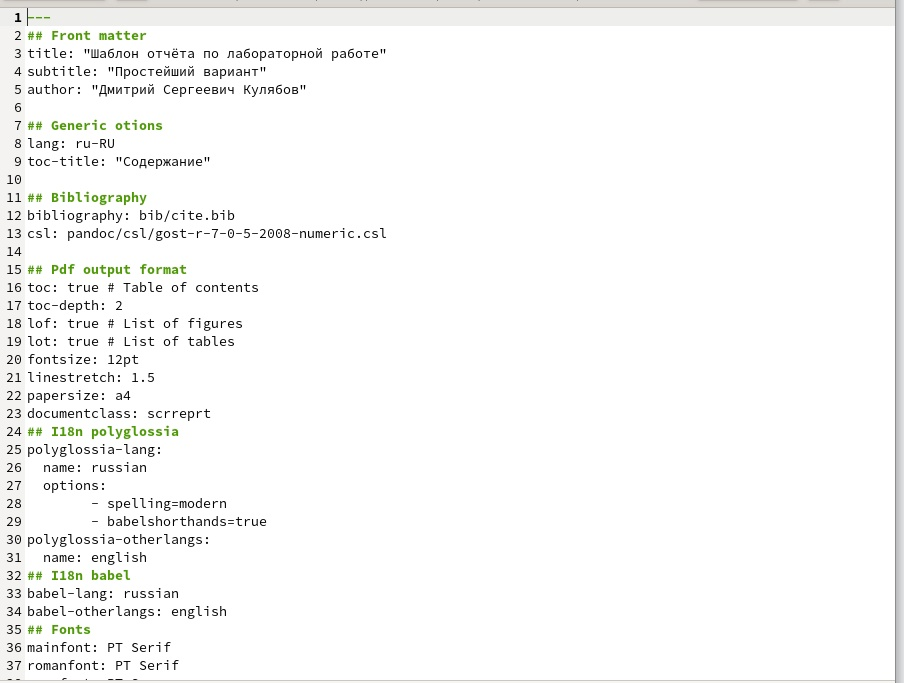 1 ---
2 ## Front matter
3 title: "Шаблон отчёта по лабораторной работе"
4 subtitle: "Простейший вариант"
5 author: "Дмитрий Сергеевич Кулябов"
6
7 ## Generic otions
8 lang: ru-RU
9 toc-title: "Содержание"
10
11 ## Bibliography
12 bibliography: bib/cite.bib
13 csl: pandoc/csl/gost-r-7-0-5-2008-numeric.csl
14
15 ## Pdf output format
16 toc: true # Table of contents
17 toc-depth: 2
18 lof: true # List of figures
19 lot: true # List of tables
20 fontsize: 12pt
21 linestretch: 1.5
22 papersize: a4
23 documentclass: scrreprt
24 ## I18n polyglossia
25 polyglossia-lang:
26   name: russian
27   options:
28         - spelling=modern
29         - babelshorthands=true
30 polyglossia-otherlangs:
31   name: english
32 ## I18n babel
33 babel-lang: russian
34 babel-otherlangs: english
35 ## Fonts
36 mainfont: PT Serif
37 romanfont: PT Serif